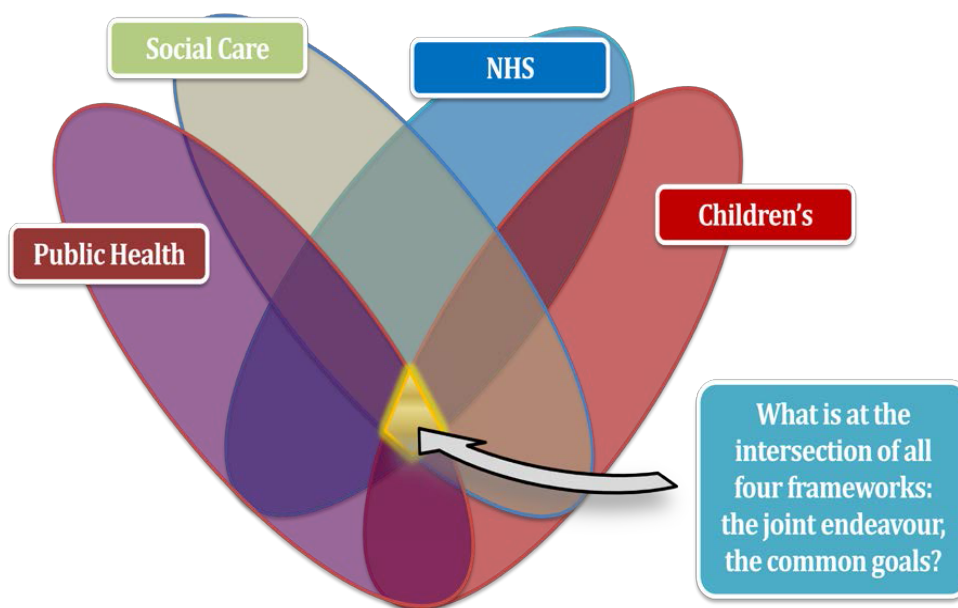 Social Care
NHS
Children's
Public Health
What is at the
intersection of all
four frameworks:
the joint endeavour,
the common goals?